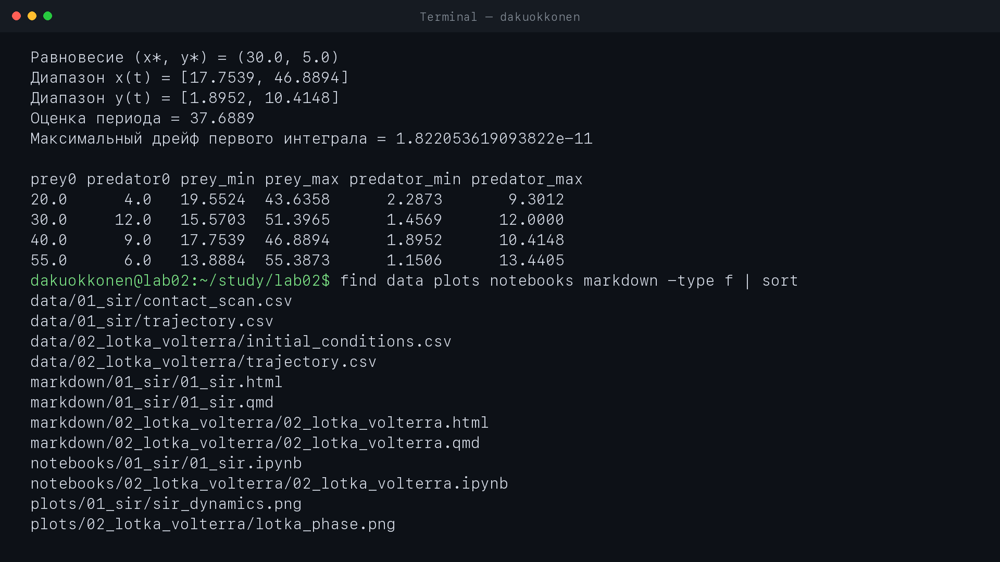 Terminal — dakuokkonen
Равновесие (x*, y*) = (30.0, 5.0)
Диапазон x(t) = [17.7539, 46.8894]
Диапазон y(t) = [1.8952, 10.4148]
Оценка периода = 37.6889
Максимальный дрейф первого интеграла = 1.822053619093822e-11
prey0 predator0 prey_min prey_max predator_min predator_max
20.0      4.0   19.5524  43.6358      2.2873       9.3012
30.0     12.0   15.5703  51.3965      1.4569      12.0000
40.0      9.0   17.7539  46.8894      1.8952      10.4148
55.0      6.0   13.8884  55.3873      1.1506      13.4405
dakuokkonen@lab02:~/study/lab02$ find data plots notebooks markdown -type f | sort
data/01_sir/contact_scan.csv
data/01_sir/trajectory.csv
data/02_lotka_volterra/initial_conditions.csv
data/02_lotka_volterra/trajectory.csv
markdown/01_sir/01_sir.html
markdown/01_sir/01_sir.qmd
markdown/02_lotka_volterra/02_lotka_volterra.html
markdown/02_lotka_volterra/02_lotka_volterra.qmd
notebooks/01_sir/01_sir.ipynb
notebooks/02_lotka_volterra/02_lotka_volterra.ipynb
plots/01_sir/sir_dynamics.png
plots/02_lotka_volterra/lotka_phase.png